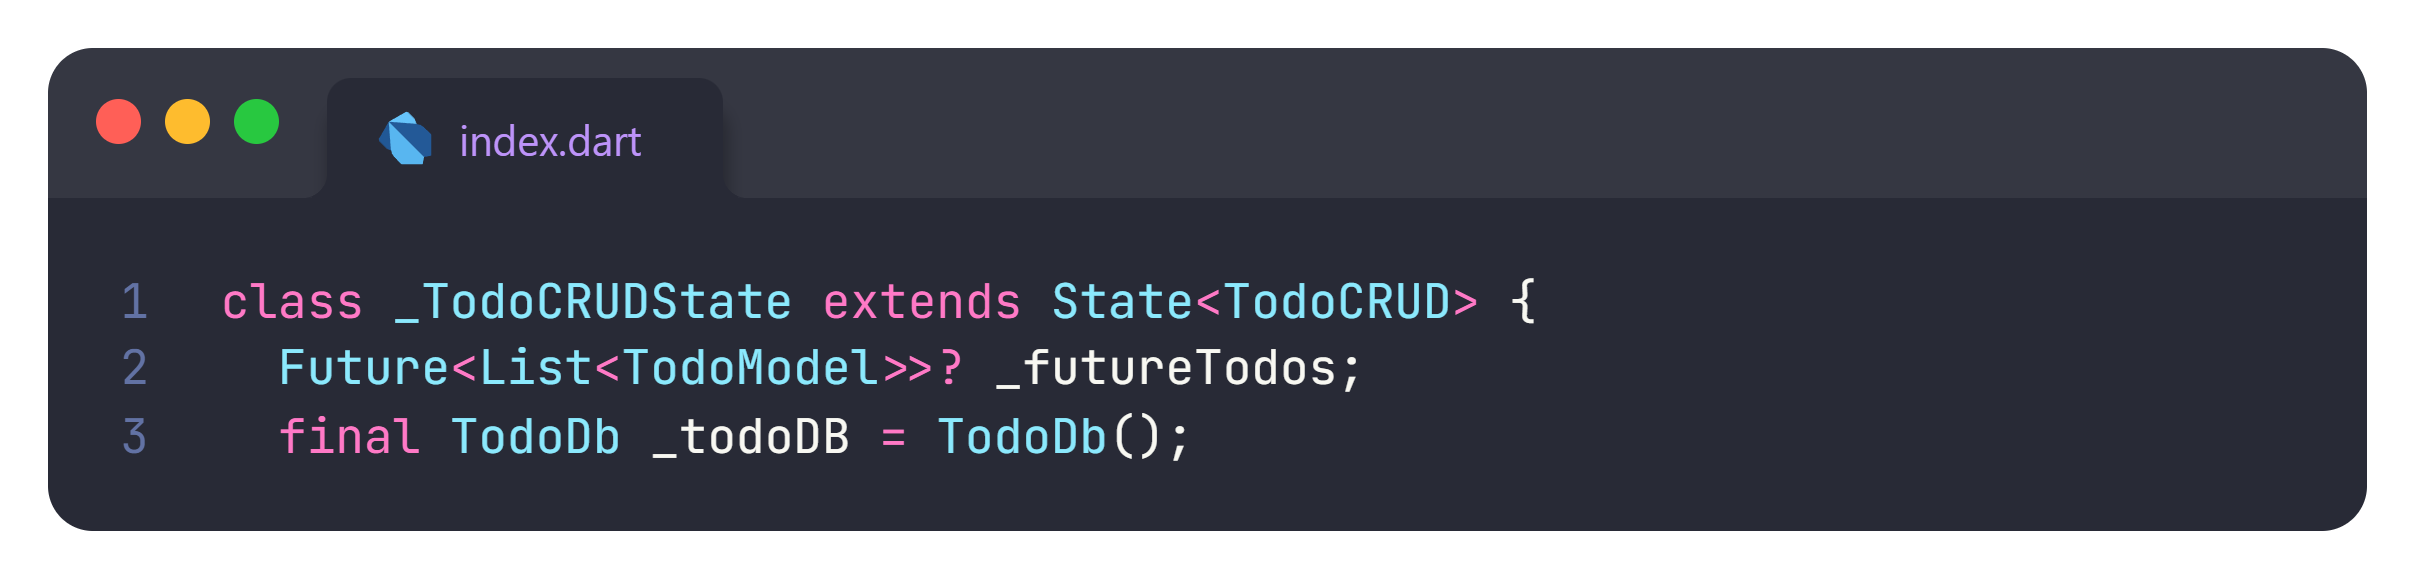 index.dart
1 class _TodoCRUDState extends State<TodoCRUD> {
2 Future<List<TodoModel>>? _futureTodos;
3 final TodoDb _todoDB = TodoDb();